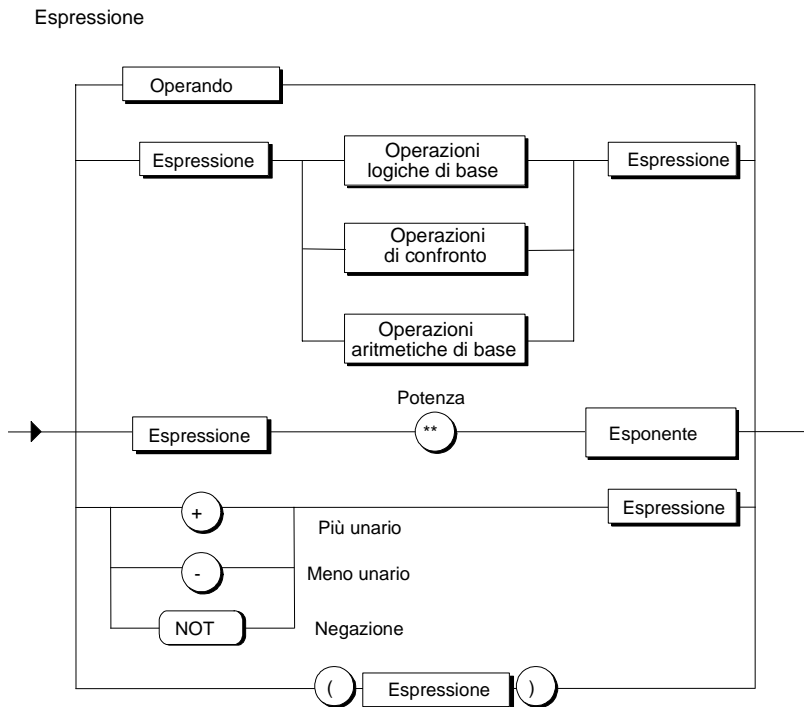 Espressione
Operando
Espressione
Operazioni
logiche di base
Espressione
Operazioni
di confronto
Operazioni
aritmetiche di base
Potenza
Espressione
**
Esponente
+
Più unario
Espressione
-
Meno unario
NOT
Negazione
(
Espressione
)